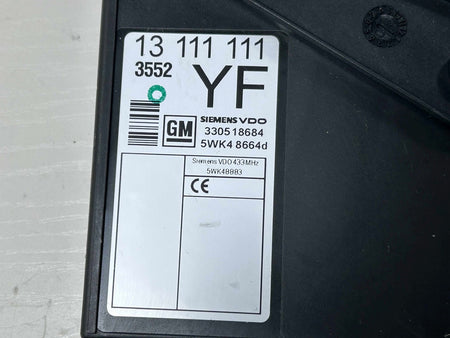 13 111 111
3552
YF
GM
SIEMENS VDO
330518684
5WK4 8664d
Siemens VDO 433MHz
5WK48883
CE